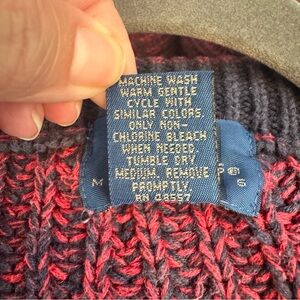 MACHINE WASH
WARM GENTLE
CYCLE WITH
SIMILAR COLORS.
ONLY NON-
CHLORINE BLEACH
WHEN NEEDED.
TUMBLE DRY
MEDIUM. REMOVE
PROMPTLY.
RN 48557